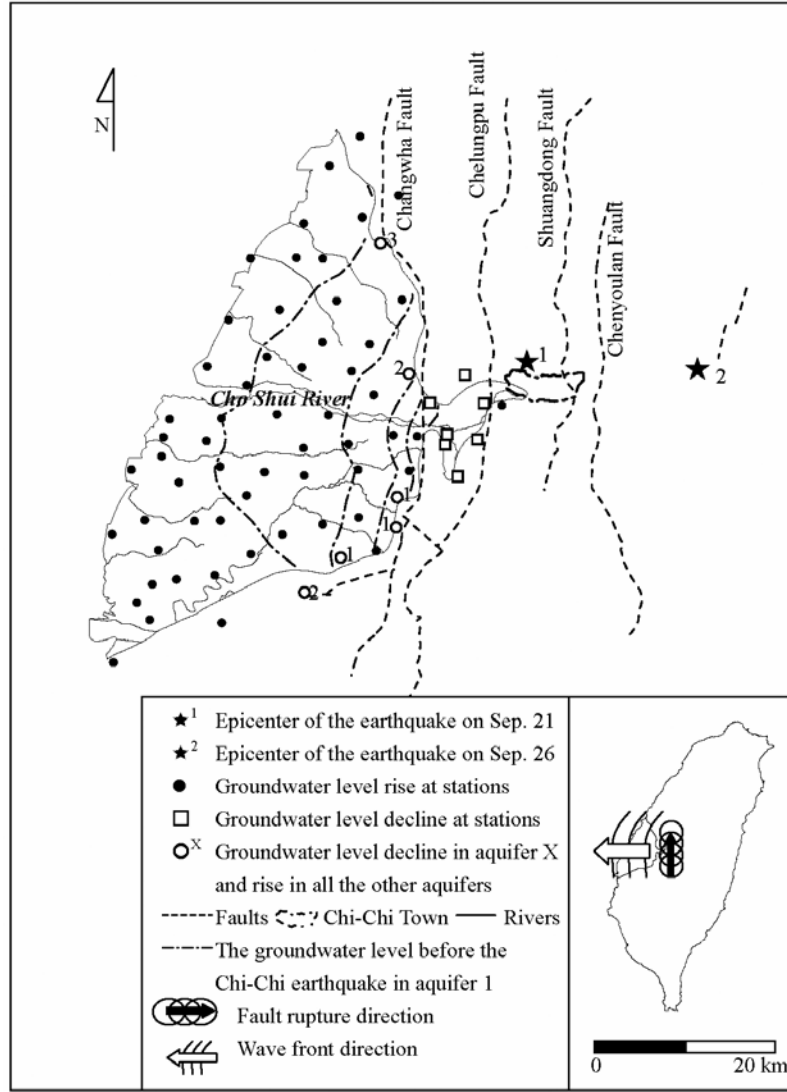 N
Changwha Fault
Chelungpu Fault
Shuangdong Fault
Chenyoulan Fault
3
1
2
2
Cho Shui River
1
1
1
2
1 Epicenter of the earthquake on Sep. 21
2 Epicenter of the earthquake on Sep. 26
Groundwater level rise at stations
Groundwater level decline at stations
X Groundwater level decline in aquifer X
and rise in all the other aquifers
Faults Chi-Chi Town Rivers
The groundwater level before the
Chi-Chi earthquake in aquifer 1
Fault rupture direction
Wave front direction
0 20 km